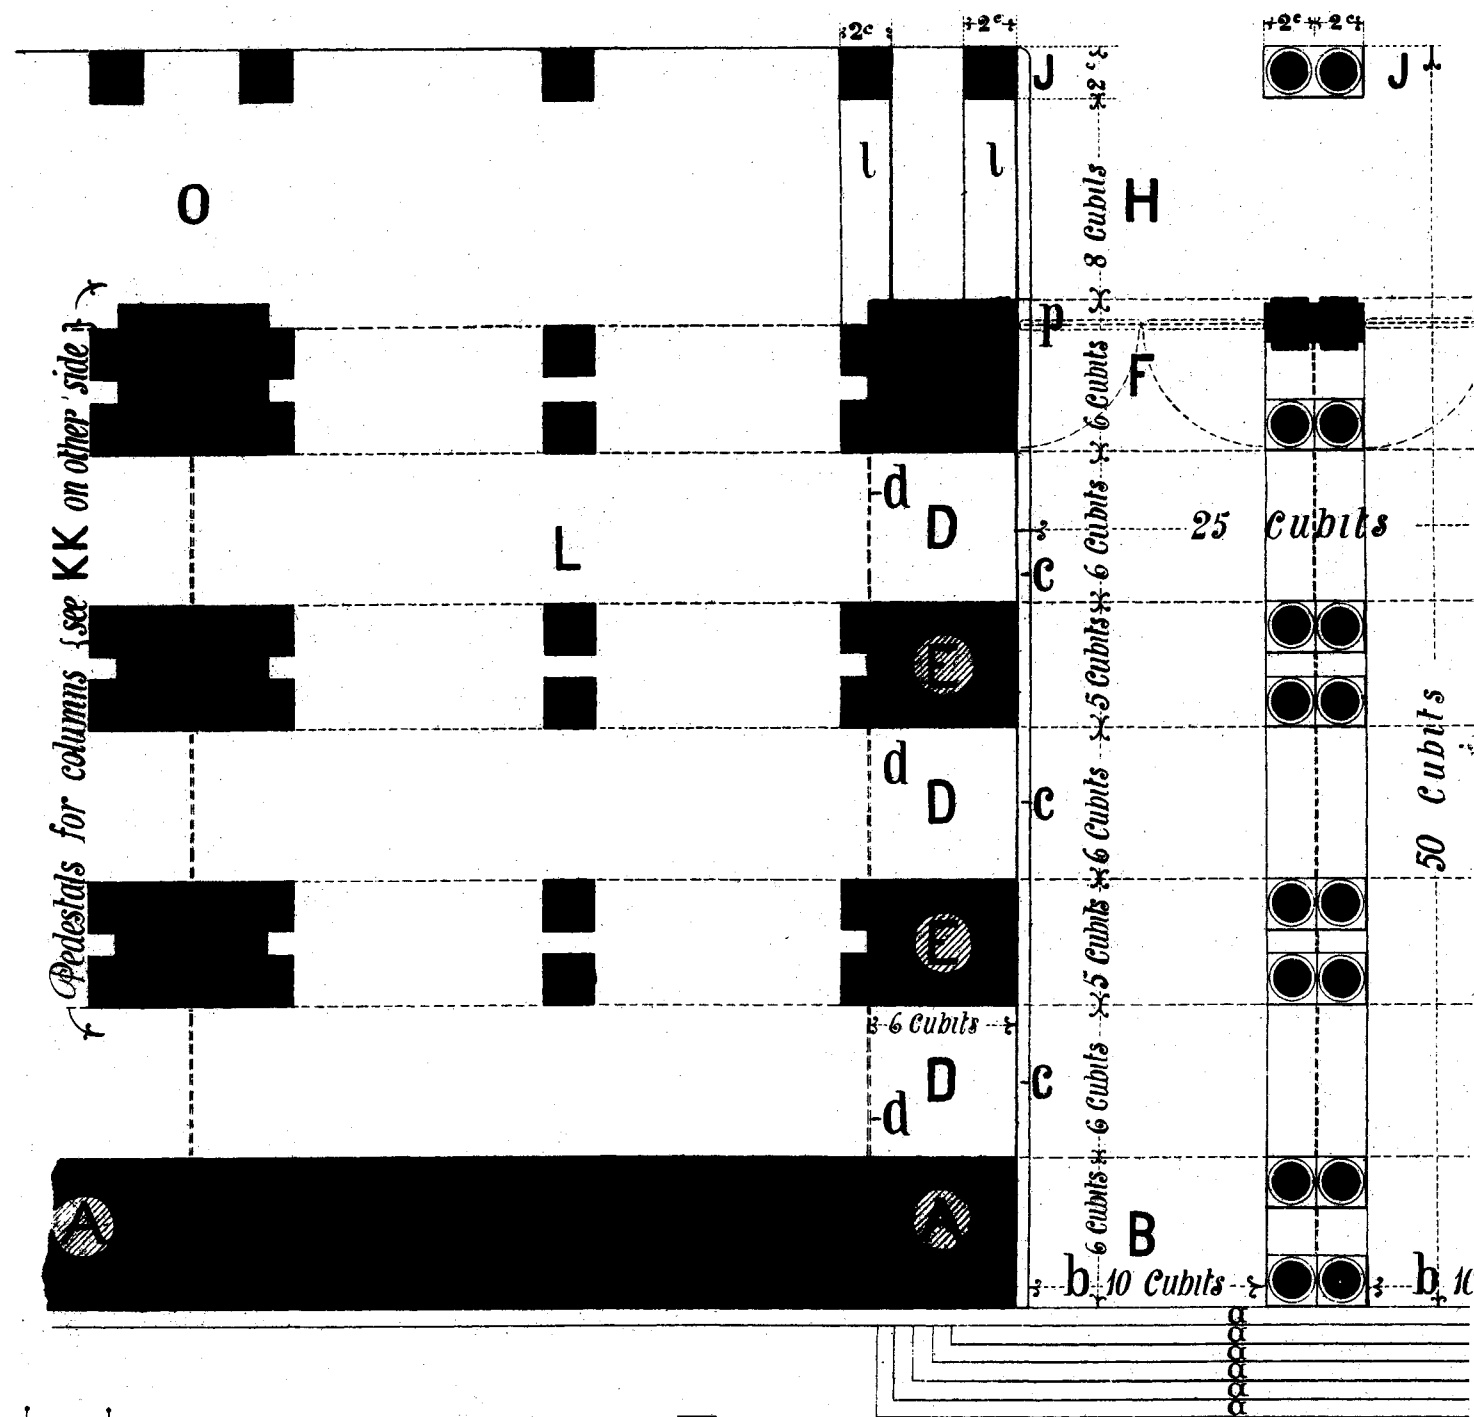 2ᶜ 2ᶜ 2ᶜ 2ᶜ
J 2ᶜ J
l l
O 8 Cubits H
p
F
6 Cubits
Pedestals for columns {see KK on other side}
d D
25 Cubits
L
6 Cubits
c
E 5 Cubits
d D 6 Cubits c
50 Cubits
E 5 Cubits
6 Cubits
D 6 Cubits c
d
A A 6 Cubits B
b 10 Cubits b 10
a
a
a
a
a
a